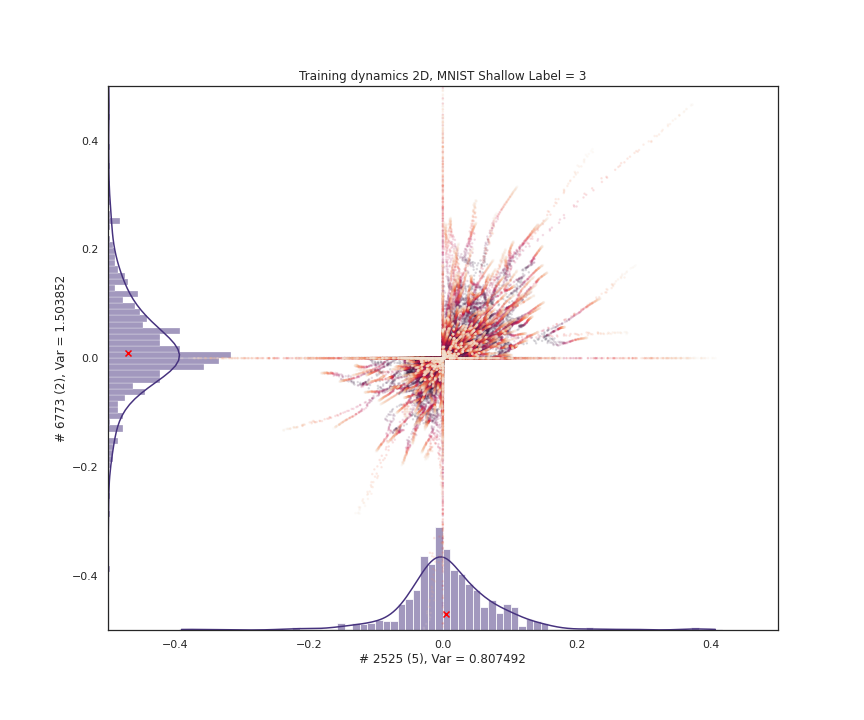 Training dynamics 2D, MNIST Shallow Label = 3
0.4
0.2
0.0
−0.2
−0.4
# 6773 (2), Var = 1.503852
−0.4 −0.2 0.0 0.2 0.4
# 2525 (5), Var = 0.807492